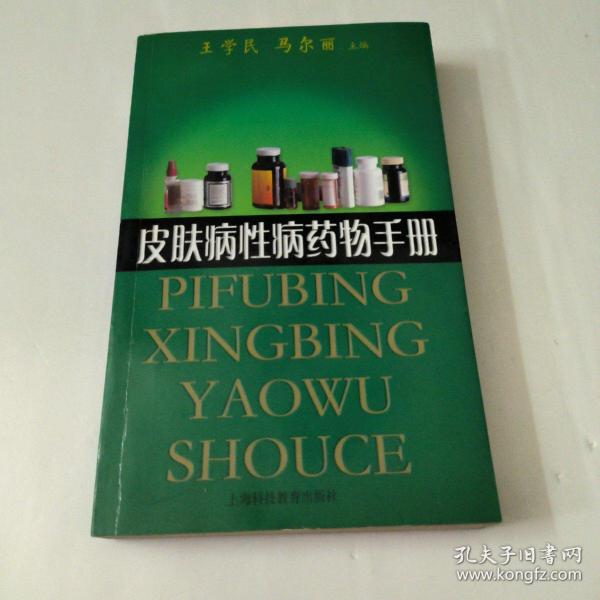 王学民 马尔丽 主编
皮肤病性病药物手册
PIFUBING
XINGBING
YAOWU
SHOUCE
上海科技教育出版社
孔夫子旧书网
www.kongfz.com